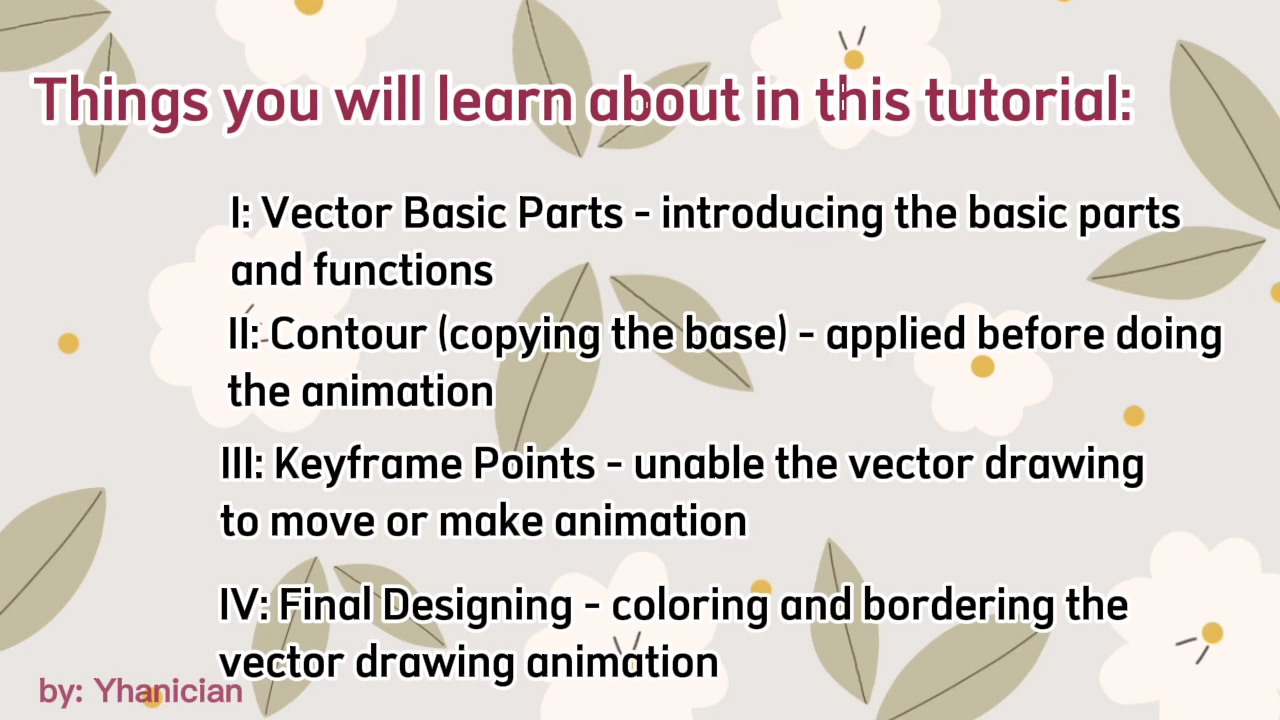 Things you will learn about in this tutorial:
I: Vector Basic Parts - introducing the basic parts
and functions
II: Contour (copying the base) - applied before doing
the animation
III: Keyframe Points - unable the vector drawing
to move or make animation
IV: Final Designing - coloring and bordering the
vector drawing animation
by: Yhanician